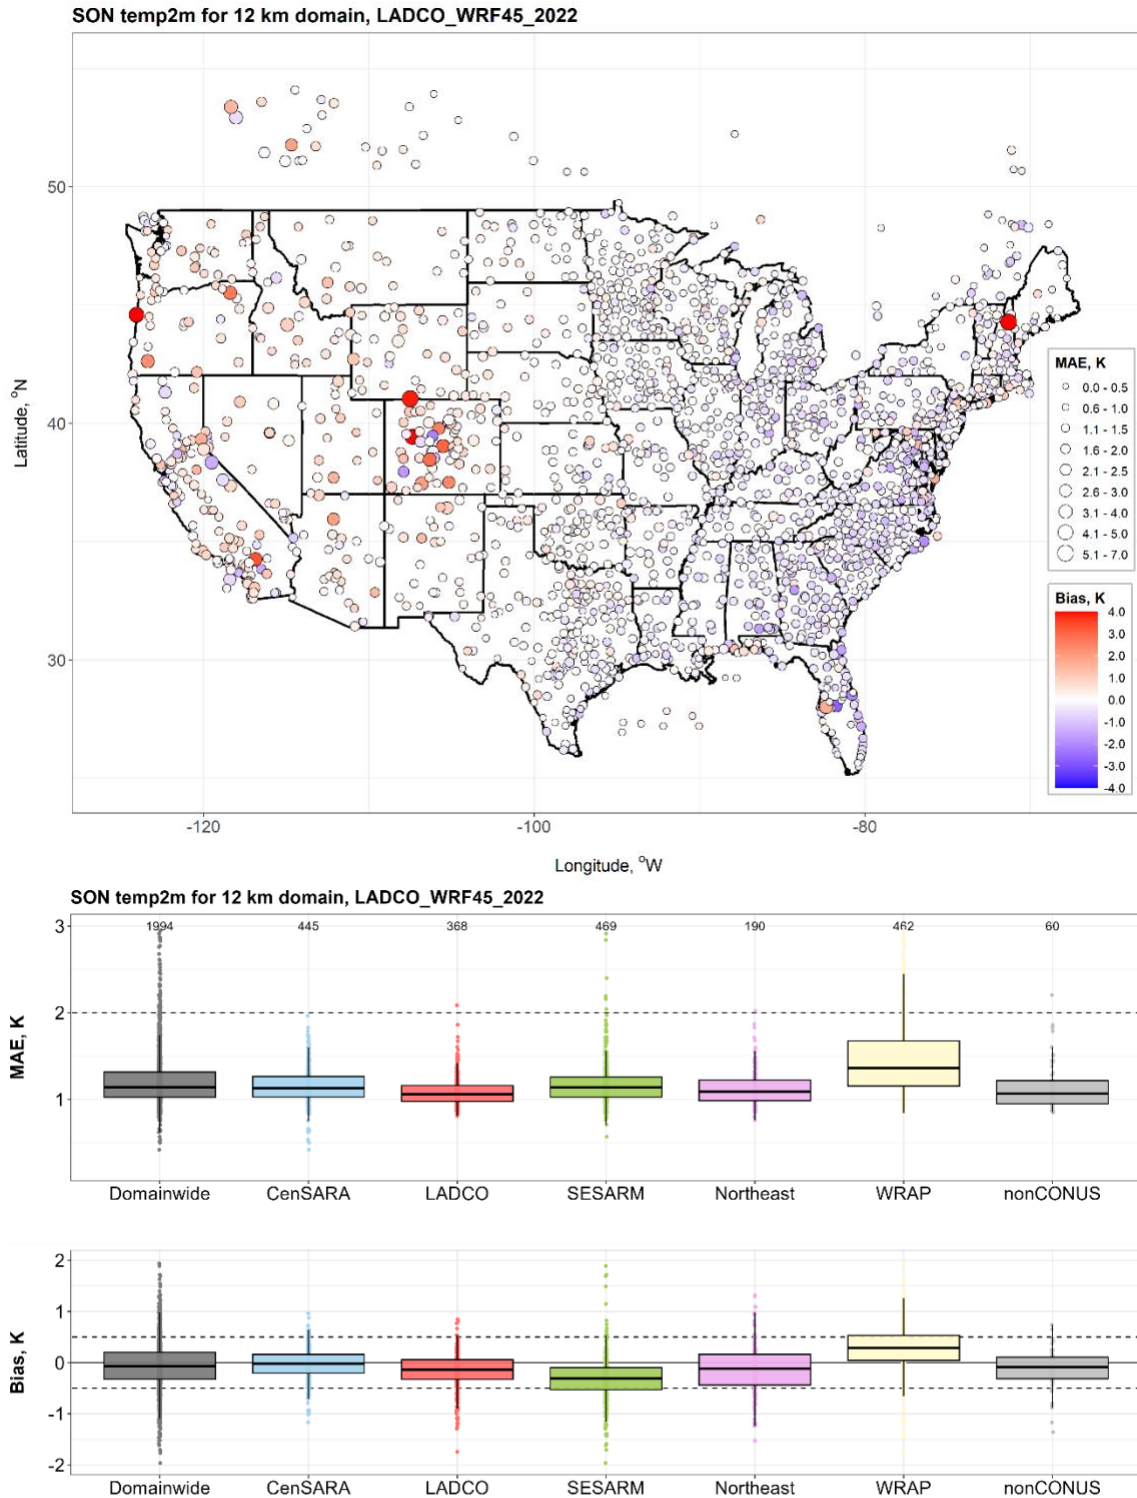 SON temp2m for 12 km domain, LADCO_WRF45_2022
50
40
30
Latitude, °N
-120
-100
-80
Longitude, °W
MAE, K
0.0 - 0.5
0.6 - 1.0
1.1 - 1.5
1.6 - 2.0
2.1 - 2.5
2.6 - 3.0
3.1 - 4.0
4.1 - 5.0
5.1 - 7.0
Bias, K
4.0
3.0
2.0
1.0
0.0
-1.0
-2.0
-3.0
-4.0
SON temp2m for 12 km domain, LADCO_WRF45_2022
1994 445 368 469 190 462 60
3
2
1
MAE, K
Domainwide CenSARA LADCO SESARM Northeast WRAP nonCONUS
2
1
0
-1
-2
Bias, K
Domainwide CenSARA LADCO SESARM Northeast WRAP nonCONUS